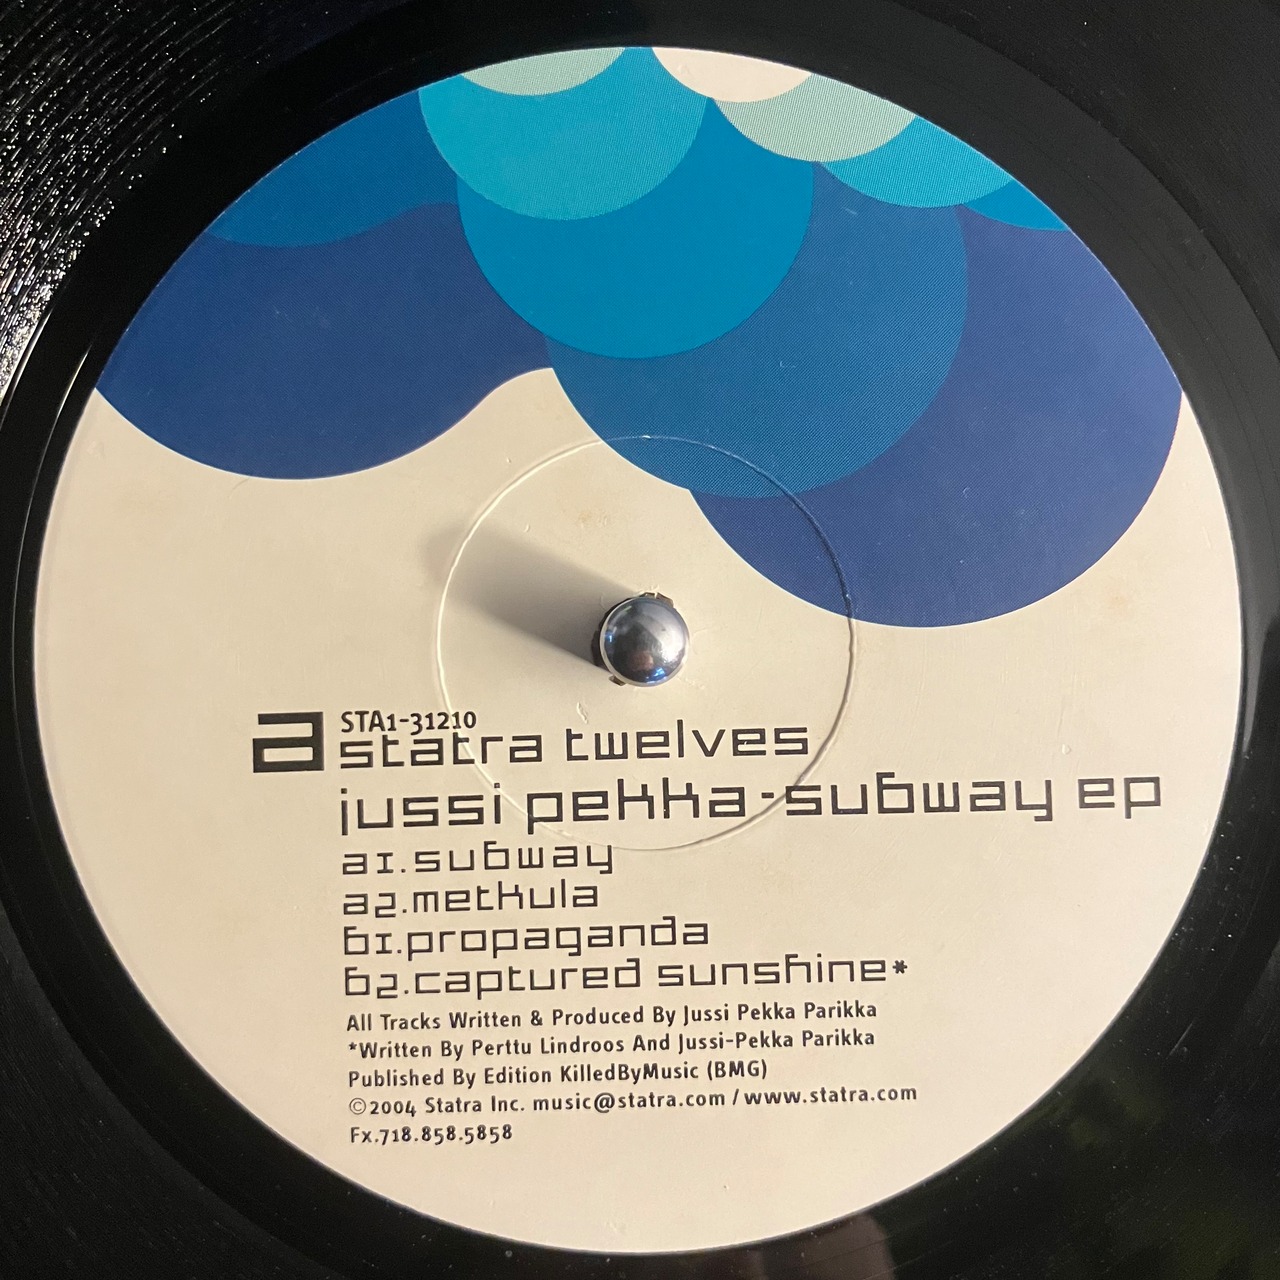 a
STA1-31210
statra twelves
jussi pekka-subway ep
a1.subway
a2.metkula
b1.propaganda
b2.captured sunshine*
All Tracks Written & Produced By Jussi Pekka Parikka
*Written By Perttu Lindroos And Jussi-Pekka Parikka
Published By Edition KilledByMusic (BMG)
©2004 Statra Inc. music@statra.com / www.statra.com
Fx.718.858.5858